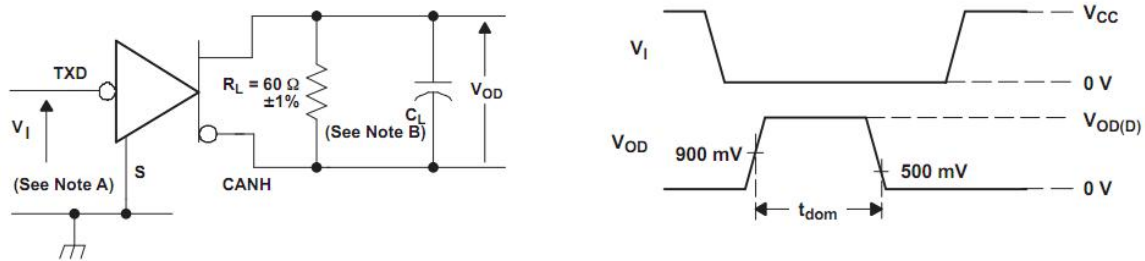 TXD
R_L = 60 Ω
±1%
C_L
V_OD
V_I
(See Note B)
(See Note A)
S
CANH
V_CC
V_I
0 V
V_OD(D)
V_OD
900 mV
500 mV
0 V
t_dom